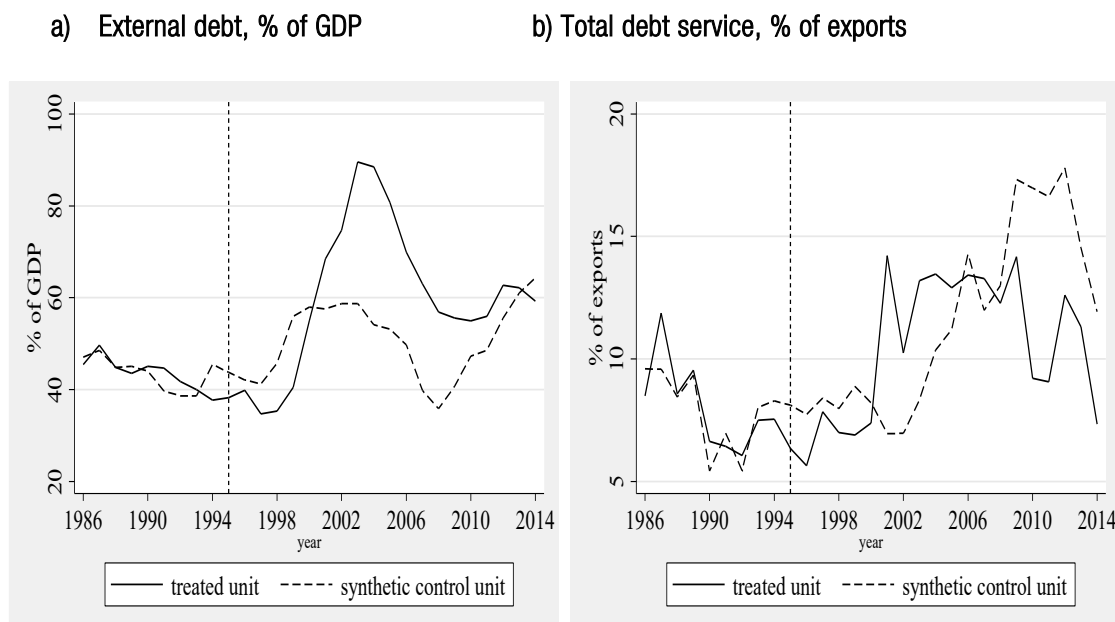 a) External debt, % of GDP
b) Total debt service, % of exports
% of GDP
100
80
60
40
20
1986 1990 1994 1998 2002 2006 2010 2014
year
treated unit synthetic control unit
% of exports
20
15
10
5
1986 1990 1994 1998 2002 2006 2010 2014
year
treated unit synthetic control unit